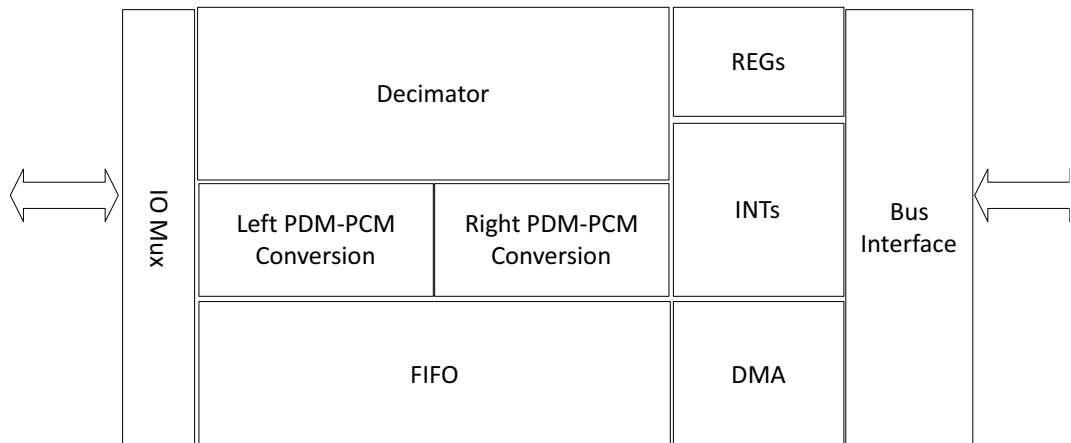 Decimator
REGs
IO Mux
Left PDM-PCM
Conversion
Right PDM-PCM
Conversion
INTs
Bus
Interface
FIFO
DMA